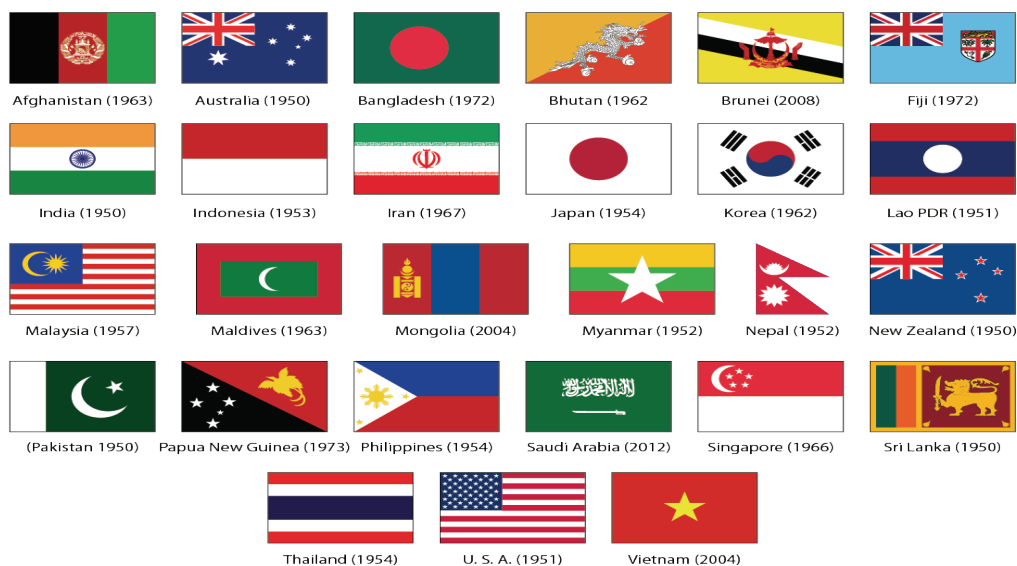 Afghanistan (1963)
Australia (1950)
Bangladesh (1972)
Bhutan (1962
Brunei (2008)
Fiji (1972)
India (1950)
Indonesia (1953)
Iran (1967)
Japan (1954)
Korea (1962)
Lao PDR (1951)
Malaysia (1957)
Maldives (1963)
Mongolia (2004)
Myanmar (1952)
Nepal (1952)
New Zealand (1950)
(Pakistan 1950)
Papua New Guinea (1973)
Philippines (1954)
Saudi Arabia (2012)
Singapore (1966)
Sri Lanka (1950)
Thailand (1954)
U. S. A. (1951)
Vietnam (2004)